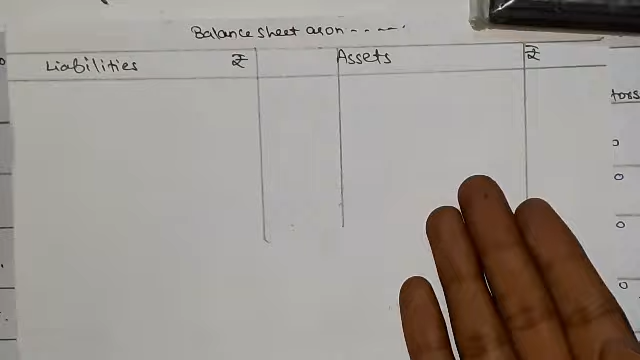 Balance sheet as on - - - - -
Liabilities ₹ Assets ₹
tors